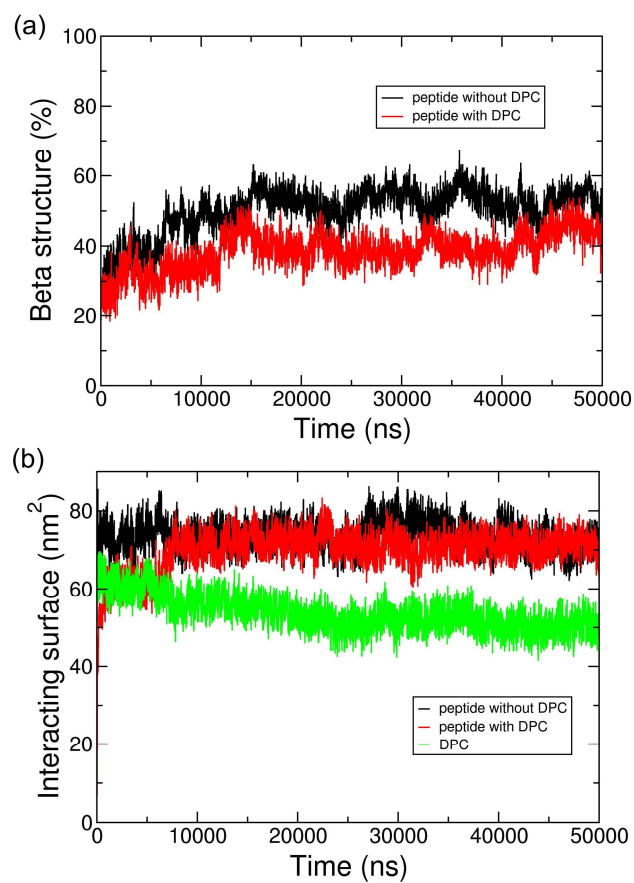 (a)
100
80
60
40
20
0
Beta structure (%)
peptide without DPC
peptide with DPC
0 10000 20000 30000 40000 50000
Time (ns)
(b)
80
60
40
20
0
Interacting surface (nm²)
peptide without DPC
peptide with DPC
DPC
0 10000 20000 30000 40000 50000
Time (ns)